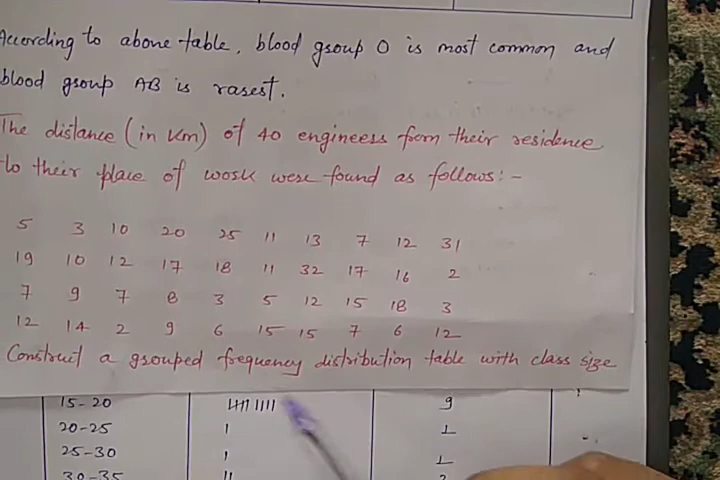 According to above table, blood group O is most common and
blood group AB is rarest.
The distance (in Km) of 40 engineers from their residence
to their place of work were found as follows:-
5 3 10 20 25 11 13 7 12 31
19 10 12 17 18 11 32 17 16 2
7 9 7 8 3 5 12 15 18 3
12 14 2 9 6 15 15 7 6 12
Construct a grouped frequency distribution table with class size
15-20 9
20-25 | 1
25-30 | 1
30-35 ||